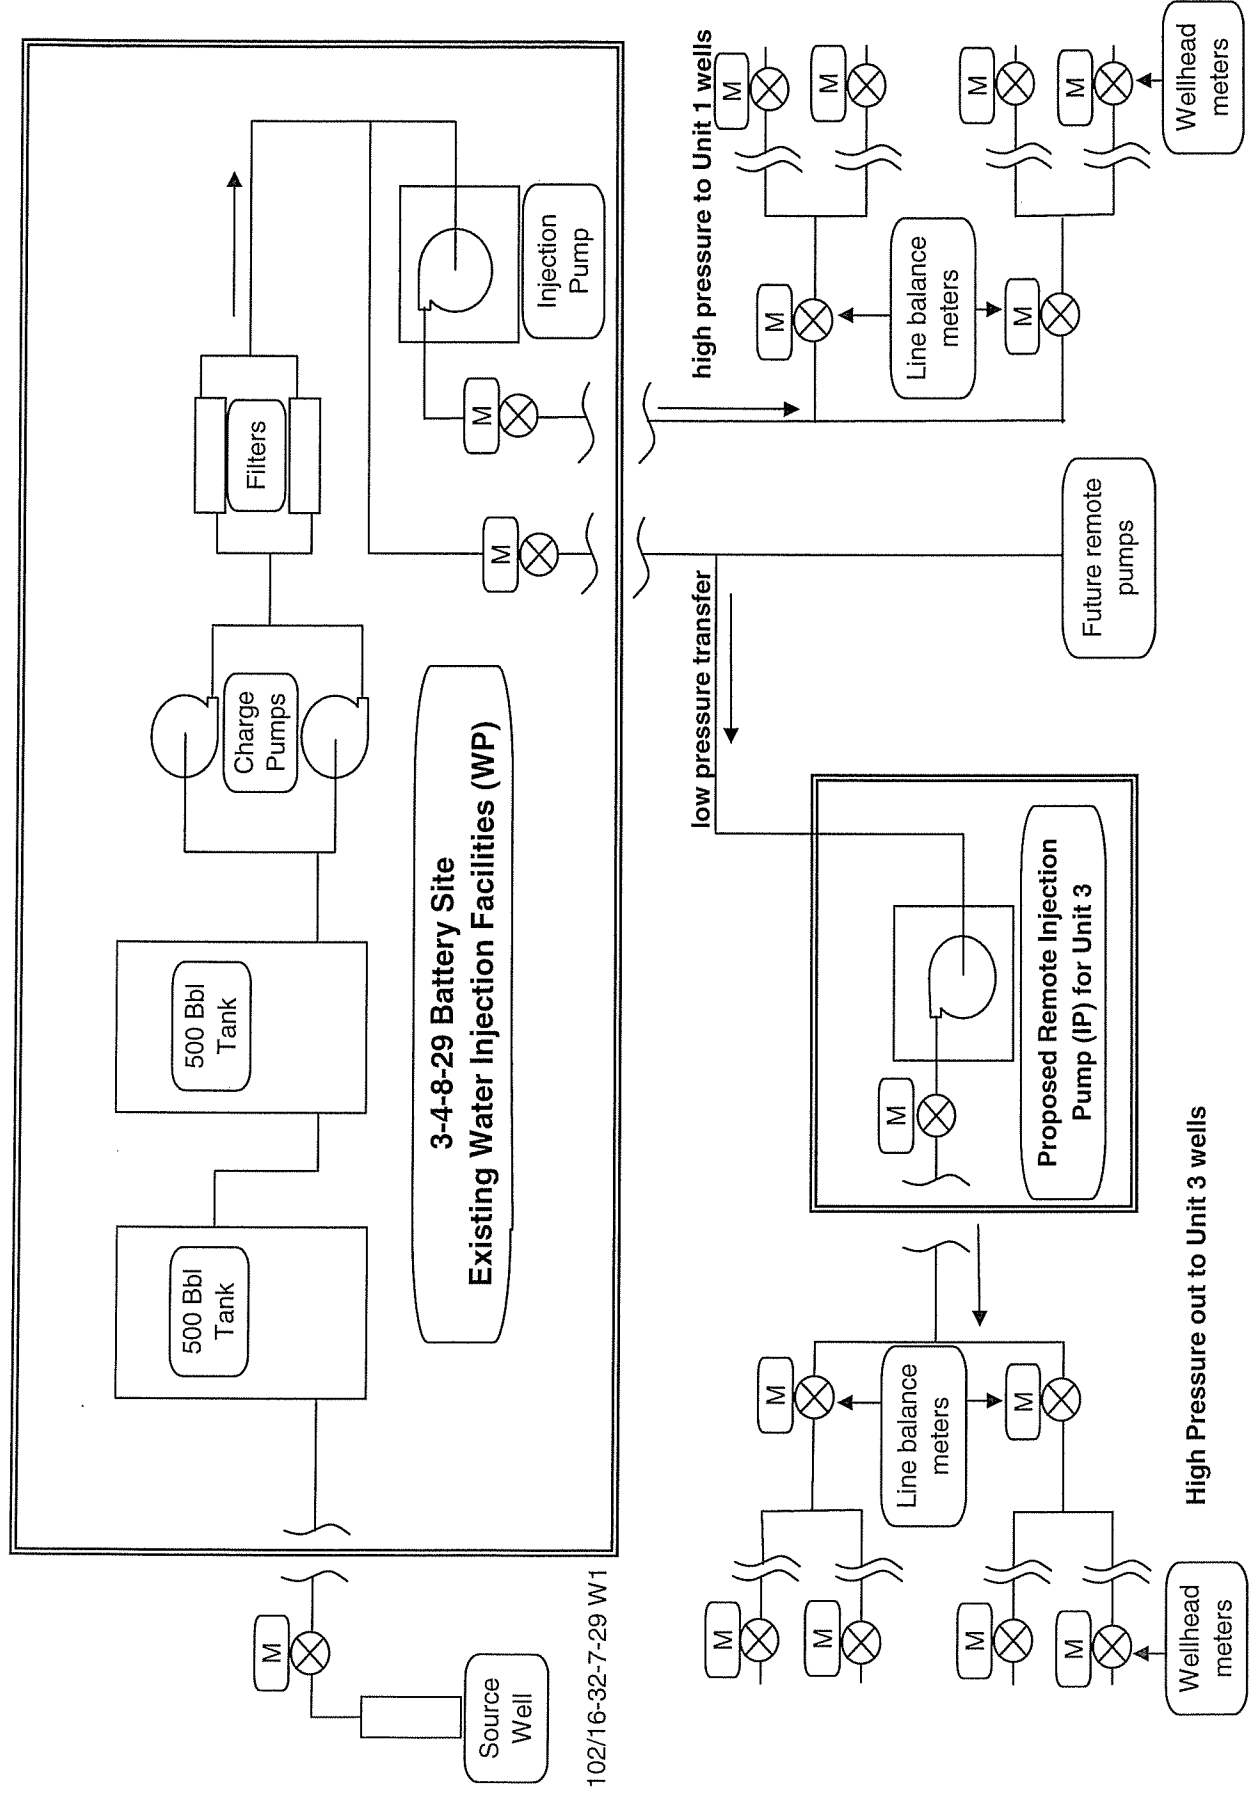 500 Bbl
Tank
500 Bbl
Tank
Charge
Pumps
Filters
M
Source
Well
3-4-8-29 Battery Site
Existing Water Injection Facilities (WP)
M
M
Injection
Pump
102/16-32-7-29 W1
low pressure transfer
high pressure to Unit 1 wells
M
M
M
M
Line balance
meters
M
M
M
Wellhead
meters
M
M
M
Line balance
meters
M
M
M
Wellhead
meters
High Pressure out to Unit 3 wells
M
Proposed Remote Injection
Pump (IP) for Unit 3
Future remote
pumps